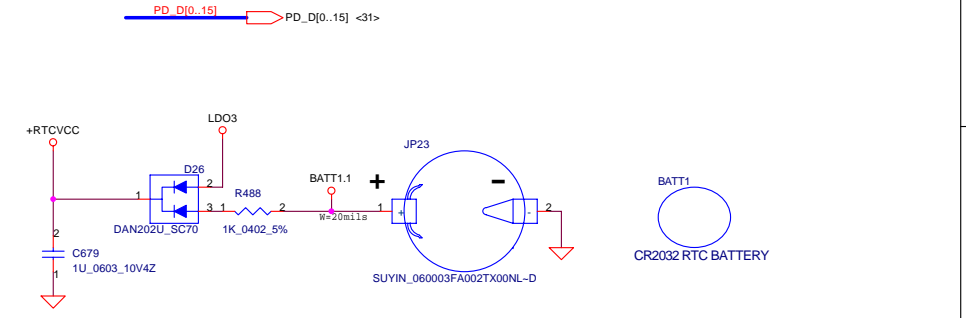 PD_D[0..15]
PD_D[0..15] <31>
+RTCVCC
LDO3
JP23
D26
1
2
3
R488
1
2
1K_0402_5%
DAN202U_SC70
BATT1.1
W=20mils
+
-
1
+
-
2
BATT1
CR2032 RTC BATTERY
2
C679
1U_0603_10V4Z
1
SUYIN_060003FA002TX00NL~D